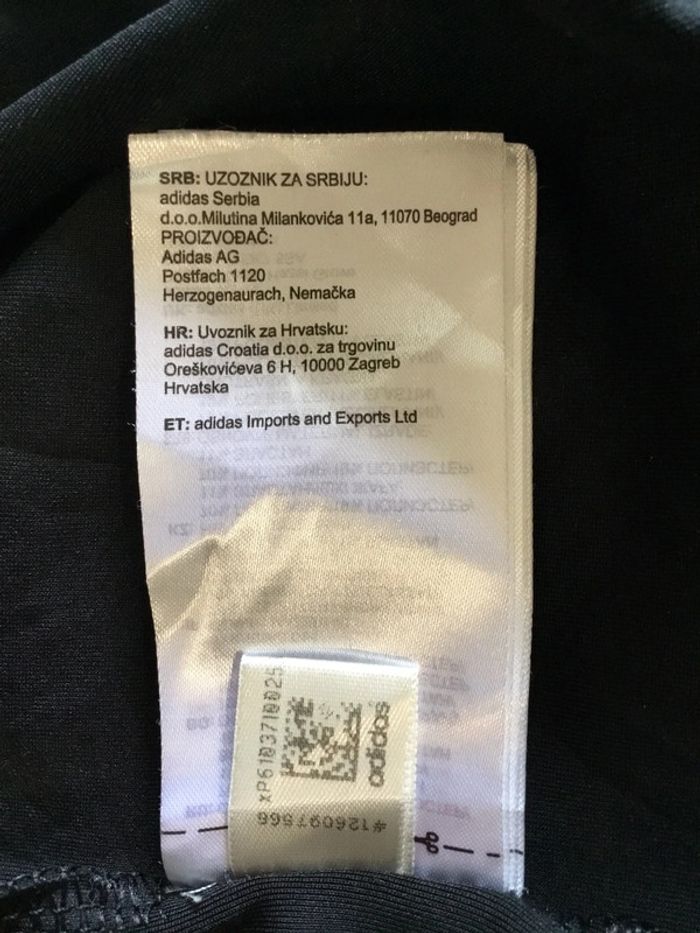 SRB: UZOZNIK ZA SRBIJU:
adidas Serbia
d.o.o.Milutina Milankovića 11a, 11070 Beograd
PROIZVOĐAČ:
Adidas AG
Postfach 1120
Herzogenaurach, Nemačka
HR: Uvoznik za Hrvatsku:
adidas Croatia d.o.o. za trgovinu
Oreškovićeva 6 H, 10000 Zagreb
Hrvatska
ET: adidas Imports and Exports Ltd
xP61037I0025
adidas